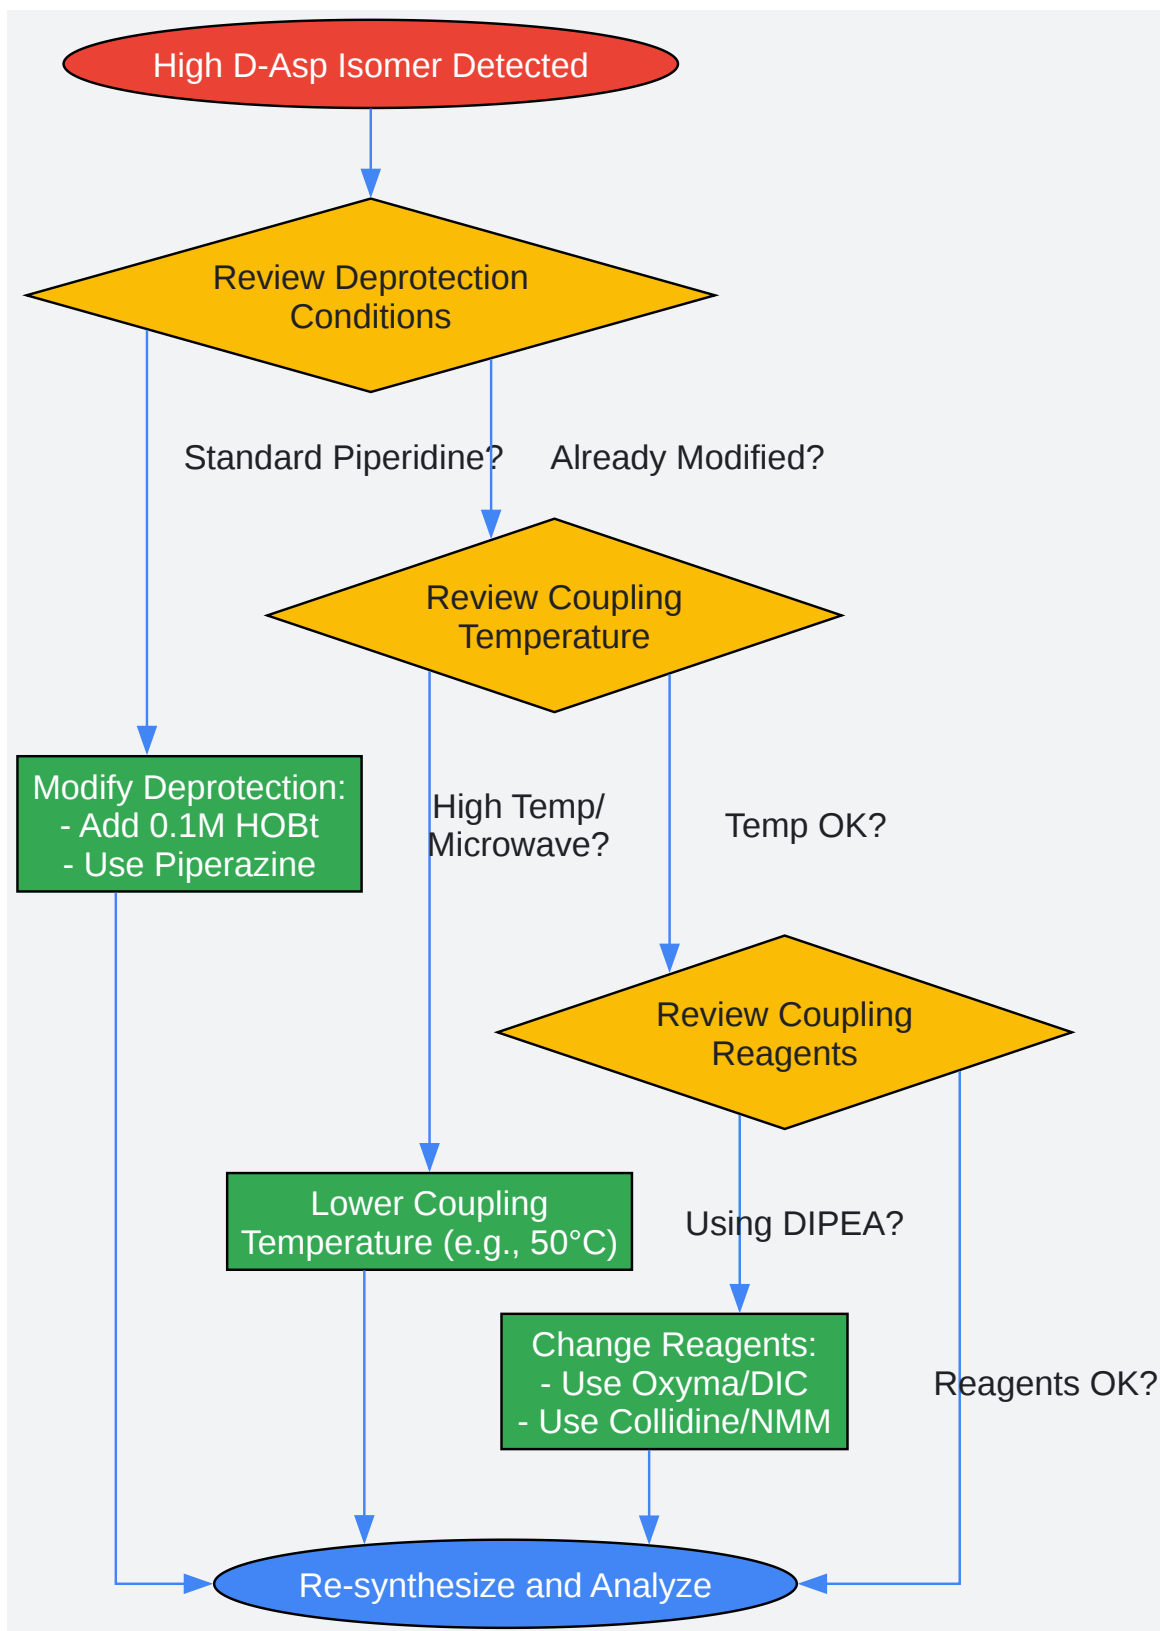 High D-Asp Isomer Detected
Review Deprotection
Conditions
Standard Piperidine?
Already Modified?
Review Coupling
Temperature
Modify Deprotection:
- Add 0.1M HOBt
- Use Piperazine
High Temp/
Microwave?
Temp OK?
Review Coupling
Reagents
Lower Coupling
Temperature (e.g., 50°C)
Using DIPEA?
Change Reagents:
- Use Oxyma/DIC
- Use Collidine/NMM
Reagents OK?
Re-synthesize and Analyze